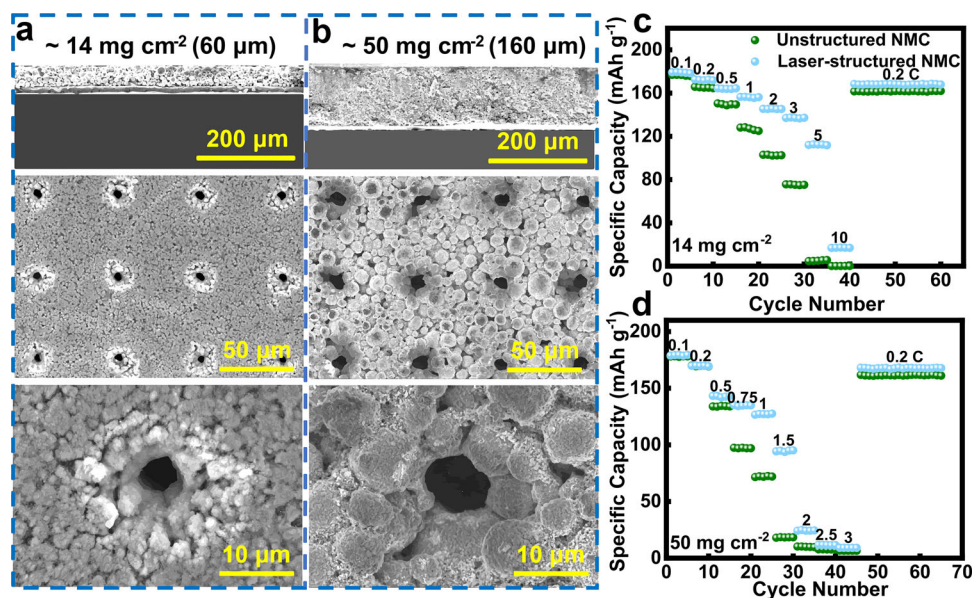 a
~ 14 mg cm⁻² (60 µm)
200 µm
50 µm
10 µm
b
~ 50 mg cm⁻² (160 µm)
200 µm
50 µm
10 µm
c
Specific Capacity (mAh g⁻¹)
200
160
120
80
40
0
Unstructured NMC
Laser-structured NMC
0.1
0.2
0.5
1
2
3
5
10
0.2 C
14 mg cm⁻²
0 10 20 30 40 50 60
Cycle Number
d
Specific Capacity (mAh g⁻¹)
200
150
100
50
0
0.1
0.2
0.5
0.75
1
1.5
2
2.5
3
0.2 C
50 mg cm⁻²
0 10 20 30 40 50 60 70
Cycle Number